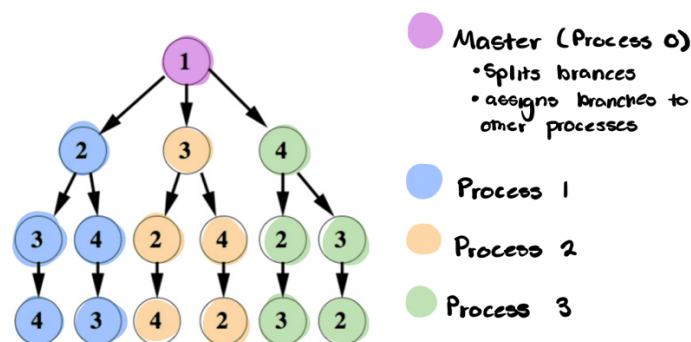 1
2 3 4
3 4 2 4 2 3
4 3 4 2 3 2
Master (Process 0)
•Splits brances
•assigns branches to
other processes
Process 1
Process 2
Process 3